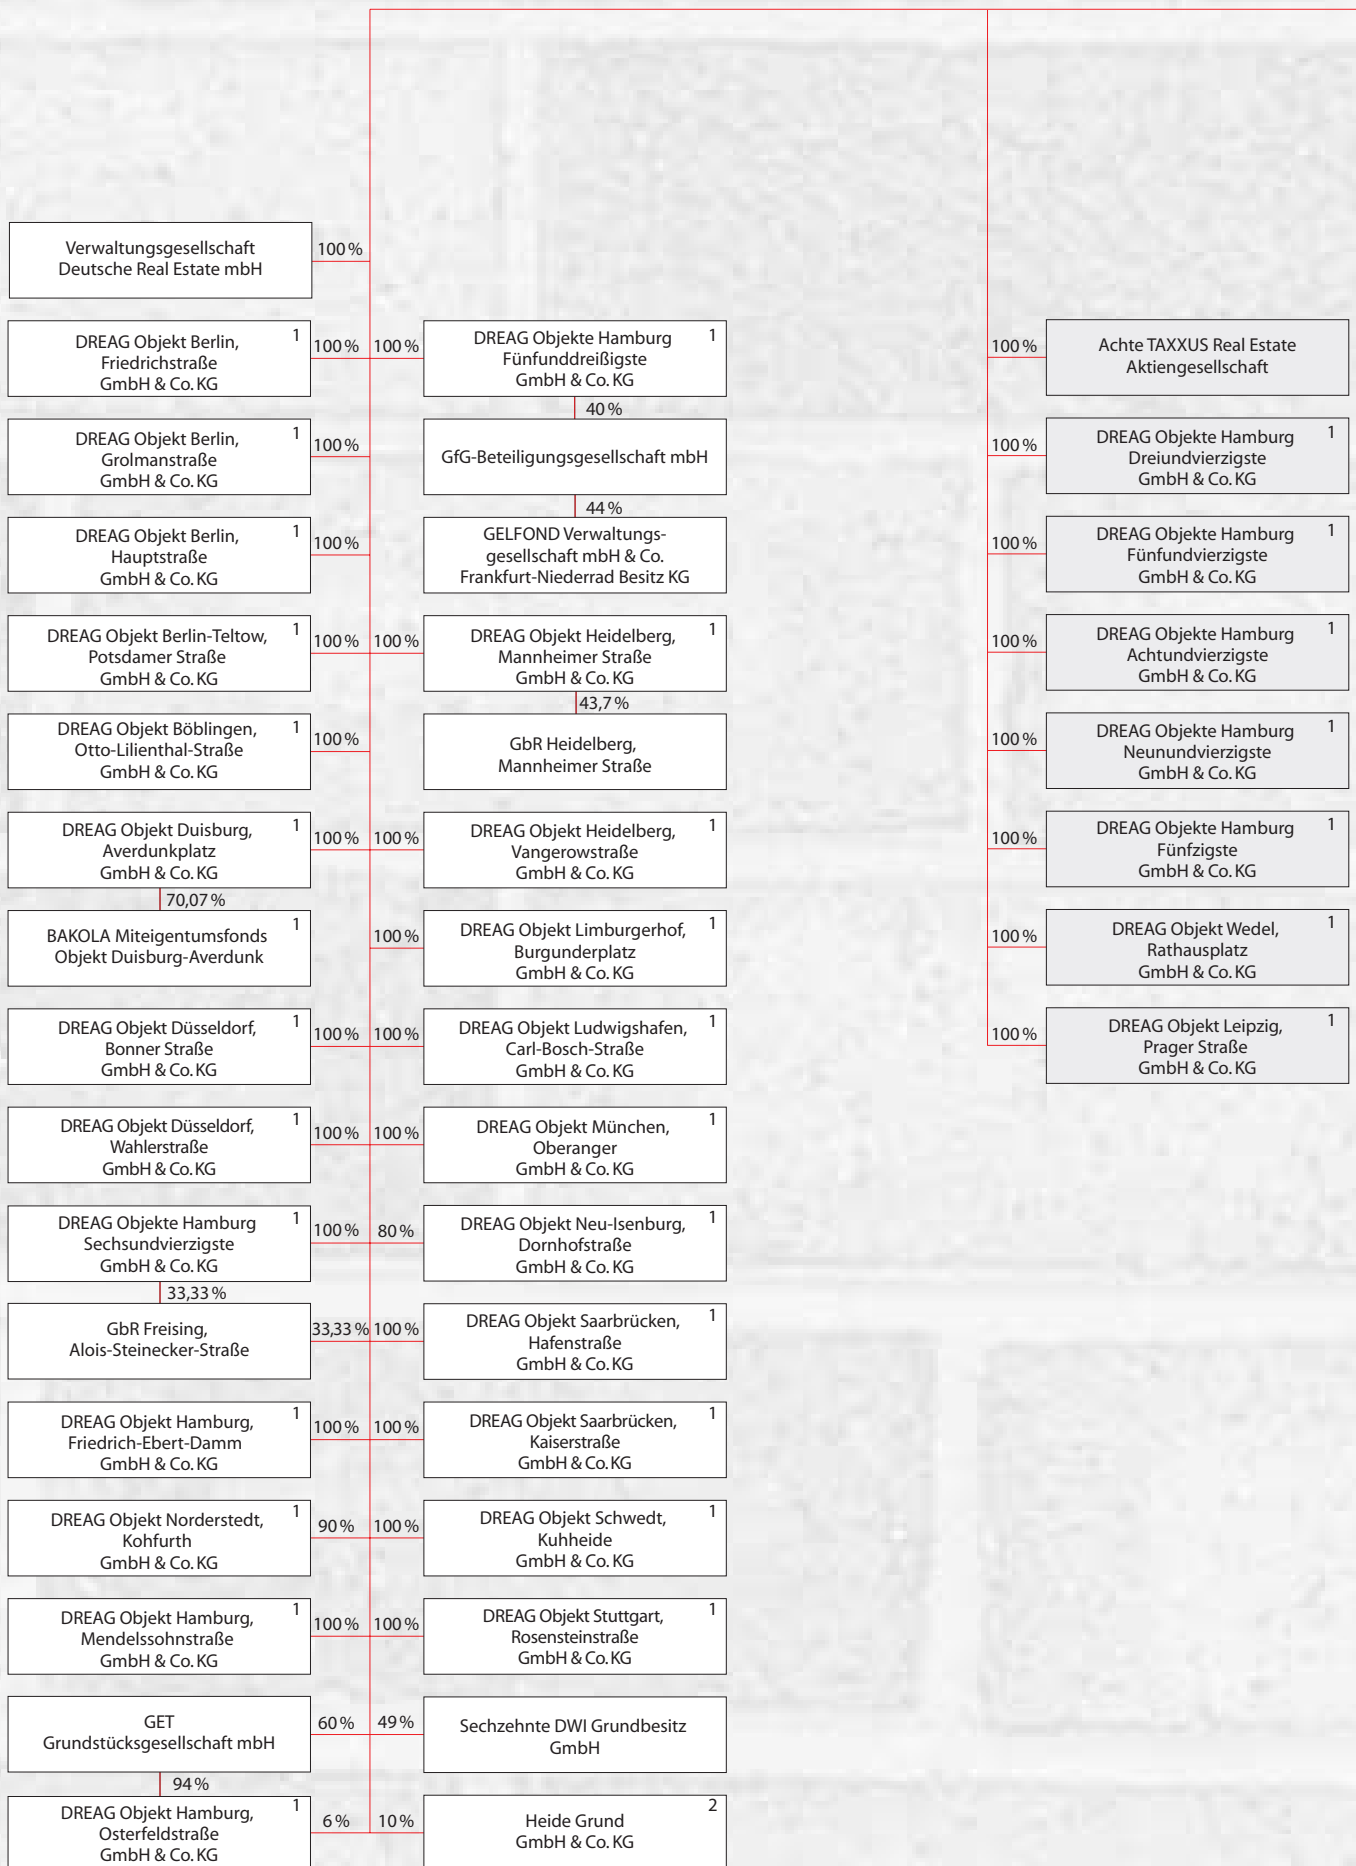 Verwaltungsgesellschaft
Deutsche Real Estate mbH
100 %
DREAG Objekt Berlin,
Friedrichstraße
GmbH & Co. KG
1
100 %
100 %
DREAG Objekte Hamburg
Fünfunddreißigste
GmbH & Co. KG
1
100 %
Achte TAXXUS Real Estate
Aktiengesellschaft
40 %
DREAG Objekt Berlin,
Grolmanstraße
GmbH & Co. KG
1
100 %
GfG-Beteiligungsgesellschaft mbH
100 %
DREAG Objekte Hamburg
Dreiundvierzigste
GmbH & Co. KG
1
44 %
DREAG Objekt Berlin,
Hauptstraße
GmbH & Co. KG
1
100 %
GELFOND Verwaltungs-
gesellschaft mbH & Co.
Frankfurt-Niederrad Besitz KG
100 %
DREAG Objekte Hamburg
Fünfundvierzigste
GmbH & Co. KG
1
DREAG Objekt Berlin-Teltow,
Potsdamer Straße
GmbH & Co. KG
1
100 %
100 %
DREAG Objekt Heidelberg,
Mannheimer Straße
GmbH & Co. KG
1
100 %
DREAG Objekte Hamburg
Achtundvierzigste
GmbH & Co. KG
1
43,7 %
DREAG Objekt Böblingen,
Otto-Lilienthal-Straße
GmbH & Co. KG
1
100 %
GbR Heidelberg,
Mannheimer Straße
100 %
DREAG Objekte Hamburg
Neunundvierzigste
GmbH & Co. KG
1
DREAG Objekt Duisburg,
Averdunkplatz
GmbH & Co. KG
1
100 %
100 %
DREAG Objekt Heidelberg,
Vangerowstraße
GmbH & Co. KG
1
100 %
DREAG Objekte Hamburg
Fünfzigste
GmbH & Co. KG
1
70,07 %
BAKOLA Miteigentumsfonds
Objekt Duisburg-Averdunk
1
100 %
DREAG Objekt Limburgerhof,
Burgunderplatz
GmbH & Co. KG
1
100 %
DREAG Objekt Wedel,
Rathausplatz
GmbH & Co. KG
1
DREAG Objekt Düsseldorf,
Bonner Straße
GmbH & Co. KG
1
100 %
100 %
DREAG Objekt Ludwigshafen,
Carl-Bosch-Straße
GmbH & Co. KG
1
100 %
DREAG Objekt Leipzig,
Prager Straße
GmbH & Co. KG
1
DREAG Objekt Düsseldorf,
Wahlerstraße
GmbH & Co. KG
1
100 %
100 %
DREAG Objekt München,
Oberanger
GmbH & Co. KG
1
DREAG Objekte Hamburg
Sechsundvierzigste
GmbH & Co. KG
1
100 %
80 %
DREAG Objekt Neu-Isenburg,
Dornhofstraße
GmbH & Co. KG
1
33,33 %
GbR Freising,
Alois-Steinecker-Straße
33,33 %
100 %
DREAG Objekt Saarbrücken,
Hafenstraße
GmbH & Co. KG
1
DREAG Objekt Hamburg,
Friedrich-Ebert-Damm
GmbH & Co. KG
1
100 %
100 %
DREAG Objekt Saarbrücken,
Kaiserstraße
GmbH & Co. KG
1
DREAG Objekt Norderstedt,
Kohfurth
GmbH & Co. KG
1
90 %
100 %
DREAG Objekt Schwedt,
Kuhheide
GmbH & Co. KG
1
DREAG Objekt Hamburg,
Mendelssohnstraße
GmbH & Co. KG
1
100 %
100 %
DREAG Objekt Stuttgart,
Rosensteinstraße
GmbH & Co. KG
1
GET
Grundstücksgesellschaft mbH
60 %
49 %
Sechzehnte DWI Grundbesitz
GmbH
94 %
DREAG Objekt Hamburg,
Osterfeldstraße
GmbH & Co. KG
1
6 %
10 %
Heide Grund
GmbH & Co. KG
2